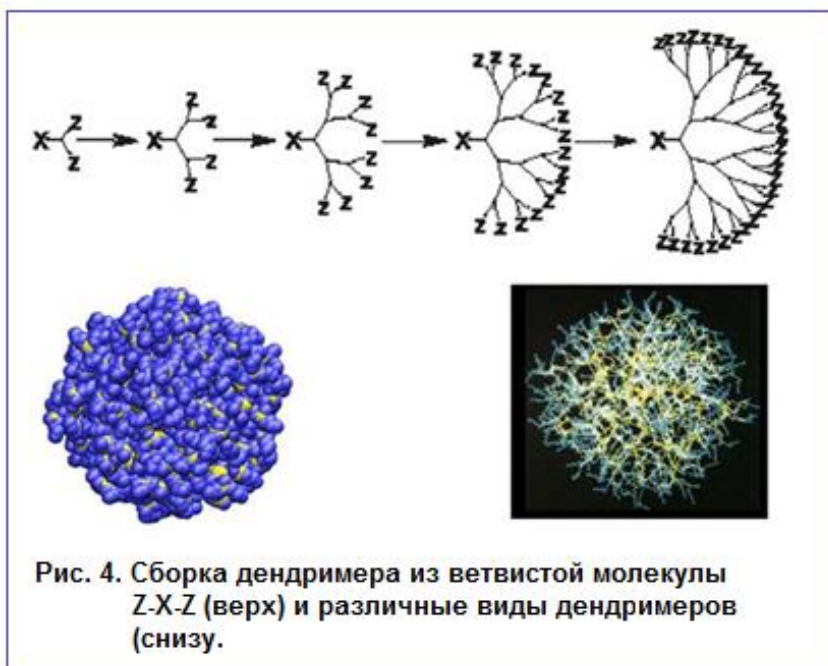 X Z Z X Z Z Z Z X Z Z Z Z Z Z Z Z X Z Z Z Z Z Z Z Z Z Z Z Z Z Z Z Z X
Рис. 4. Сборка дендримера из ветвистой молекулы
Z-X-Z (верх) и различные виды дендримеров
(снизу.